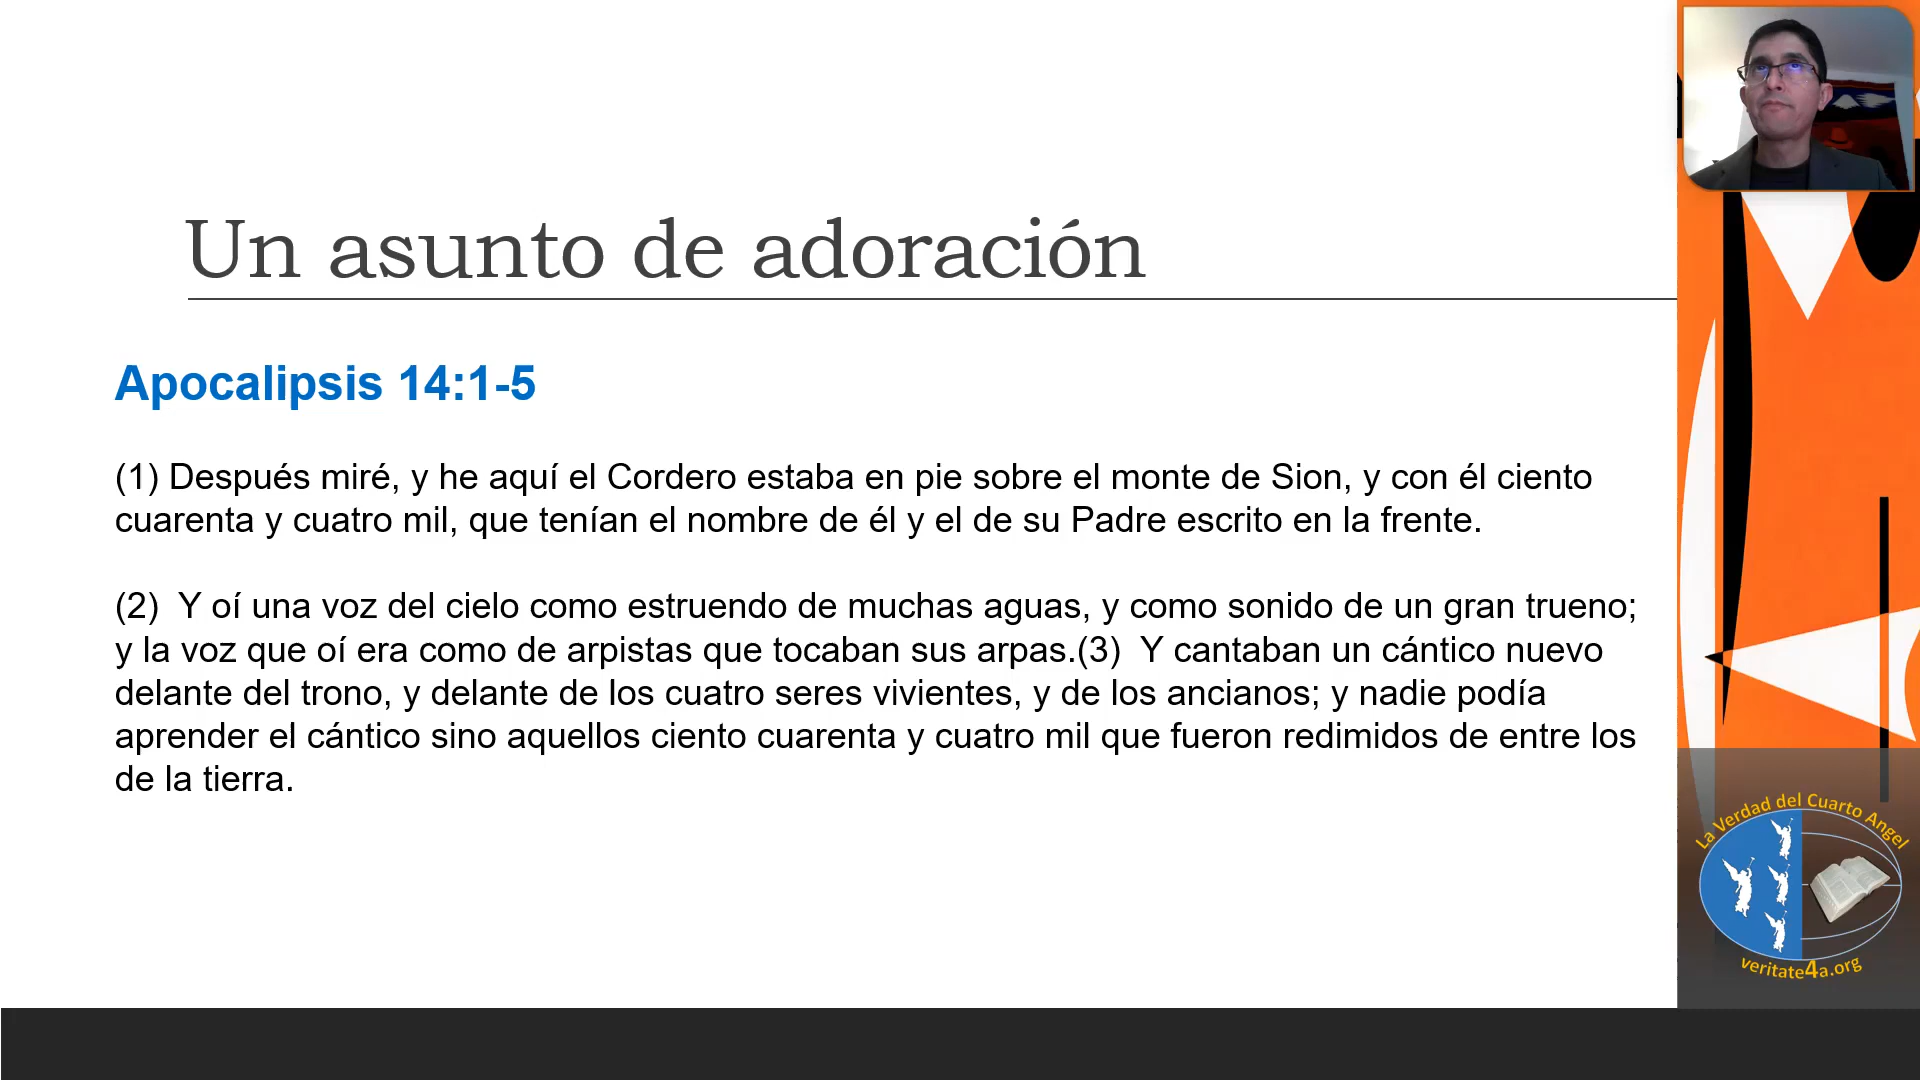 Un asunto de adoración
Apocalipsis 14:1-5
(1) Después miré, y he aquí el Cordero estaba en pie sobre el monte de Sion, y con él ciento
cuarenta y cuatro mil, que tenían el nombre de él y el de su Padre escrito en la frente.
(2)  Y oí una voz del cielo como estruendo de muchas aguas, y como sonido de un gran trueno;
y la voz que oí era como de arpistas que tocaban sus arpas.(3)  Y cantaban un cántico nuevo
delante del trono, y delante de los cuatro seres vivientes, y de los ancianos; y nadie podía
aprender el cántico sino aquellos ciento cuarenta y cuatro mil que fueron redimidos de entre los
de la tierra.
La Verdad del Cuarto Angel
veritate4a.org